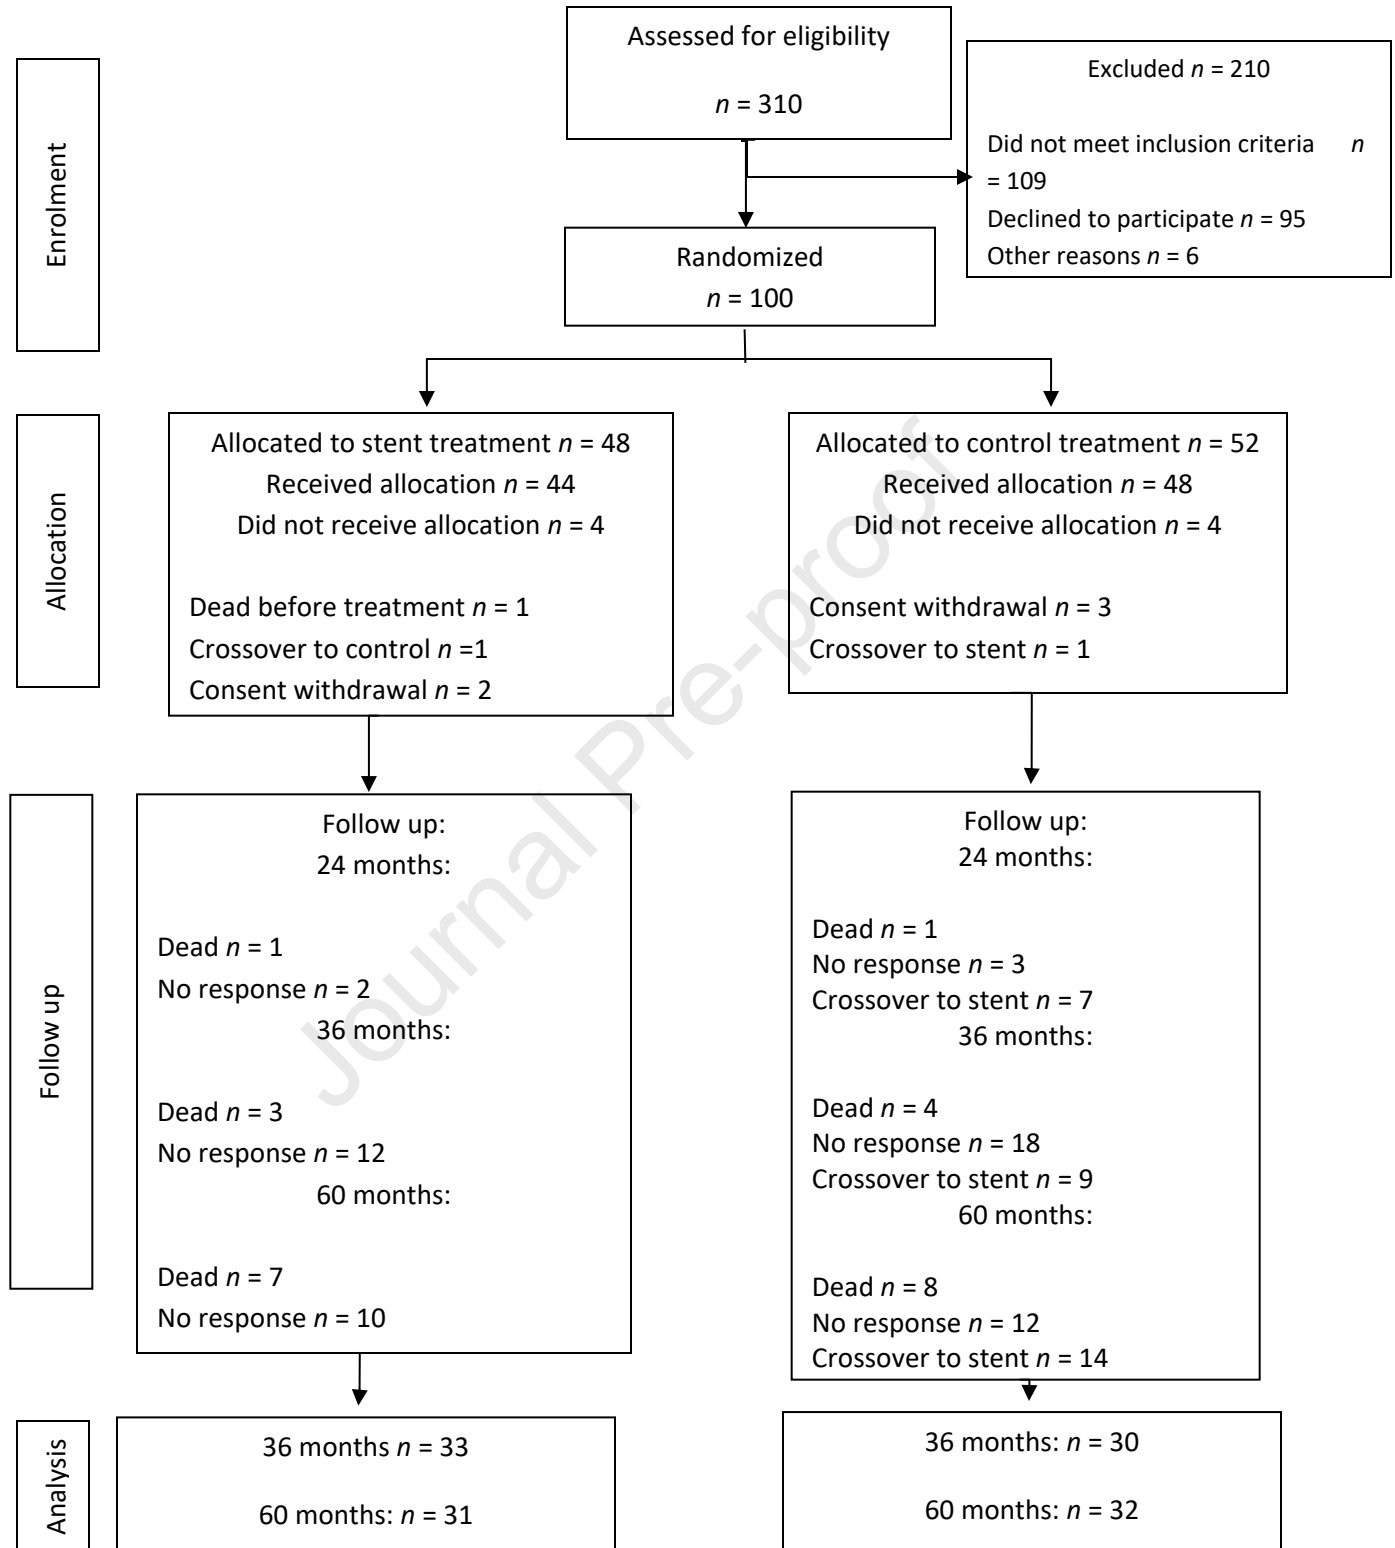 Assessed for eligibility
n = 310
Excluded n = 210
Did not meet inclusion criteria n
= 109
Declined to participate n = 95
Other reasons n = 6
Enrolment
Randomized
n = 100
Allocation
Allocated to stent treatment n = 48
Received allocation n = 44
Did not receive allocation n = 4
Dead before treatment n = 1
Crossover to control n =1
Consent withdrawal n = 2
Allocated to control treatment n = 52
Received allocation n = 48
Did not receive allocation n = 4
Consent withdrawal n = 3
Crossover to stent n = 1
Follow up
Follow up:
24 months:
Dead n = 1
No response n = 2
36 months:
Dead n = 3
No response n = 12
60 months:
Dead n = 7
No response n = 10
Follow up:
24 months:
Dead n = 1
No response n = 3
Crossover to stent n = 7
36 months:
Dead n = 4
No response n = 18
Crossover to stent n = 9
60 months:
Dead n = 8
No response n = 12
Crossover to stent n = 14
Analysis
36 months n = 33
60 months: n = 31
36 months: n = 30
60 months: n = 32
Journal Pre-proof